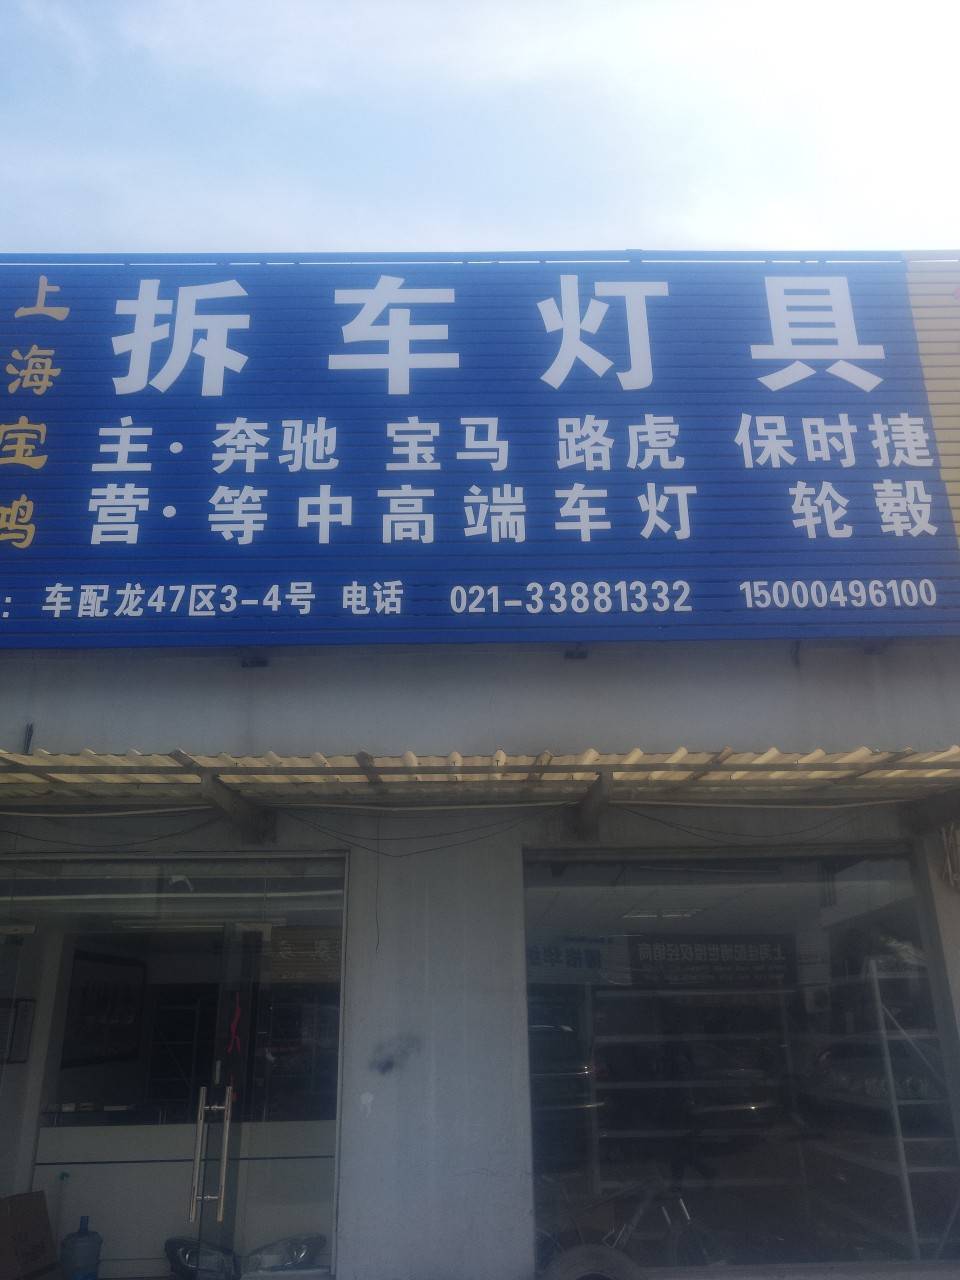 上海宝鸿
拆车灯具
主·奔驰 宝马 路虎 保时捷
营·等中高端车灯 轮毂
:车配龙47区3-4号 电话 021-33881332 15000496100